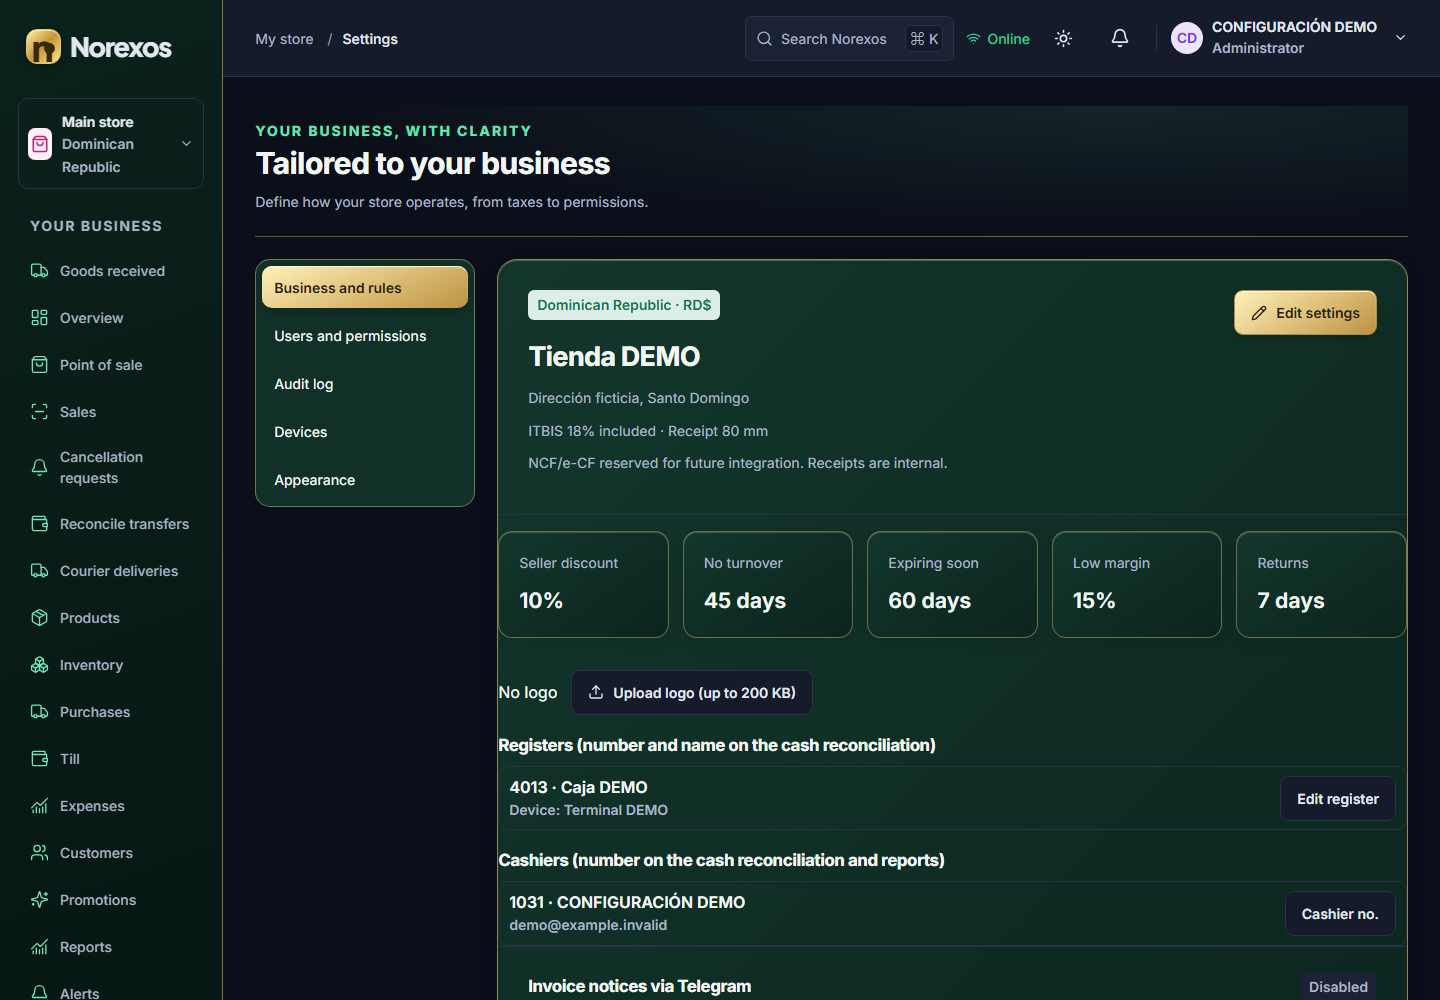 Norexos
My store / Settings
Search Norexos ⌘ K
Online
CD
CONFIGURACIÓN DEMO
Administrator
Main store
Dominican
Republic
YOUR BUSINESS
Goods received
Overview
Point of sale
Sales
Cancellation
requests
Reconcile transfers
Courier deliveries
Products
Inventory
Purchases
Till
Expenses
Customers
Promotions
Reports
Alerts
YOUR BUSINESS, WITH CLARITY
Tailored to your business
Define how your store operates, from taxes to permissions.
Business and rules
Users and permissions
Audit log
Devices
Appearance
Dominican Republic · RD$
Edit settings
Tienda DEMO
Dirección ficticia, Santo Domingo
ITBIS 18% included · Receipt 80 mm
NCF/e-CF reserved for future integration. Receipts are internal.
Seller discount
10%
No turnover
45 days
Expiring soon
60 days
Low margin
15%
Returns
7 days
No logo
Upload logo (up to 200 KB)
Registers (number and name on the cash reconciliation)
4013 · Caja DEMO
Device: Terminal DEMO
Edit register
Cashiers (number on the cash reconciliation and reports)
1031 · CONFIGURACIÓN DEMO
demo@example.invalid
Cashier no.
Invoice notices via Telegram
Disabled